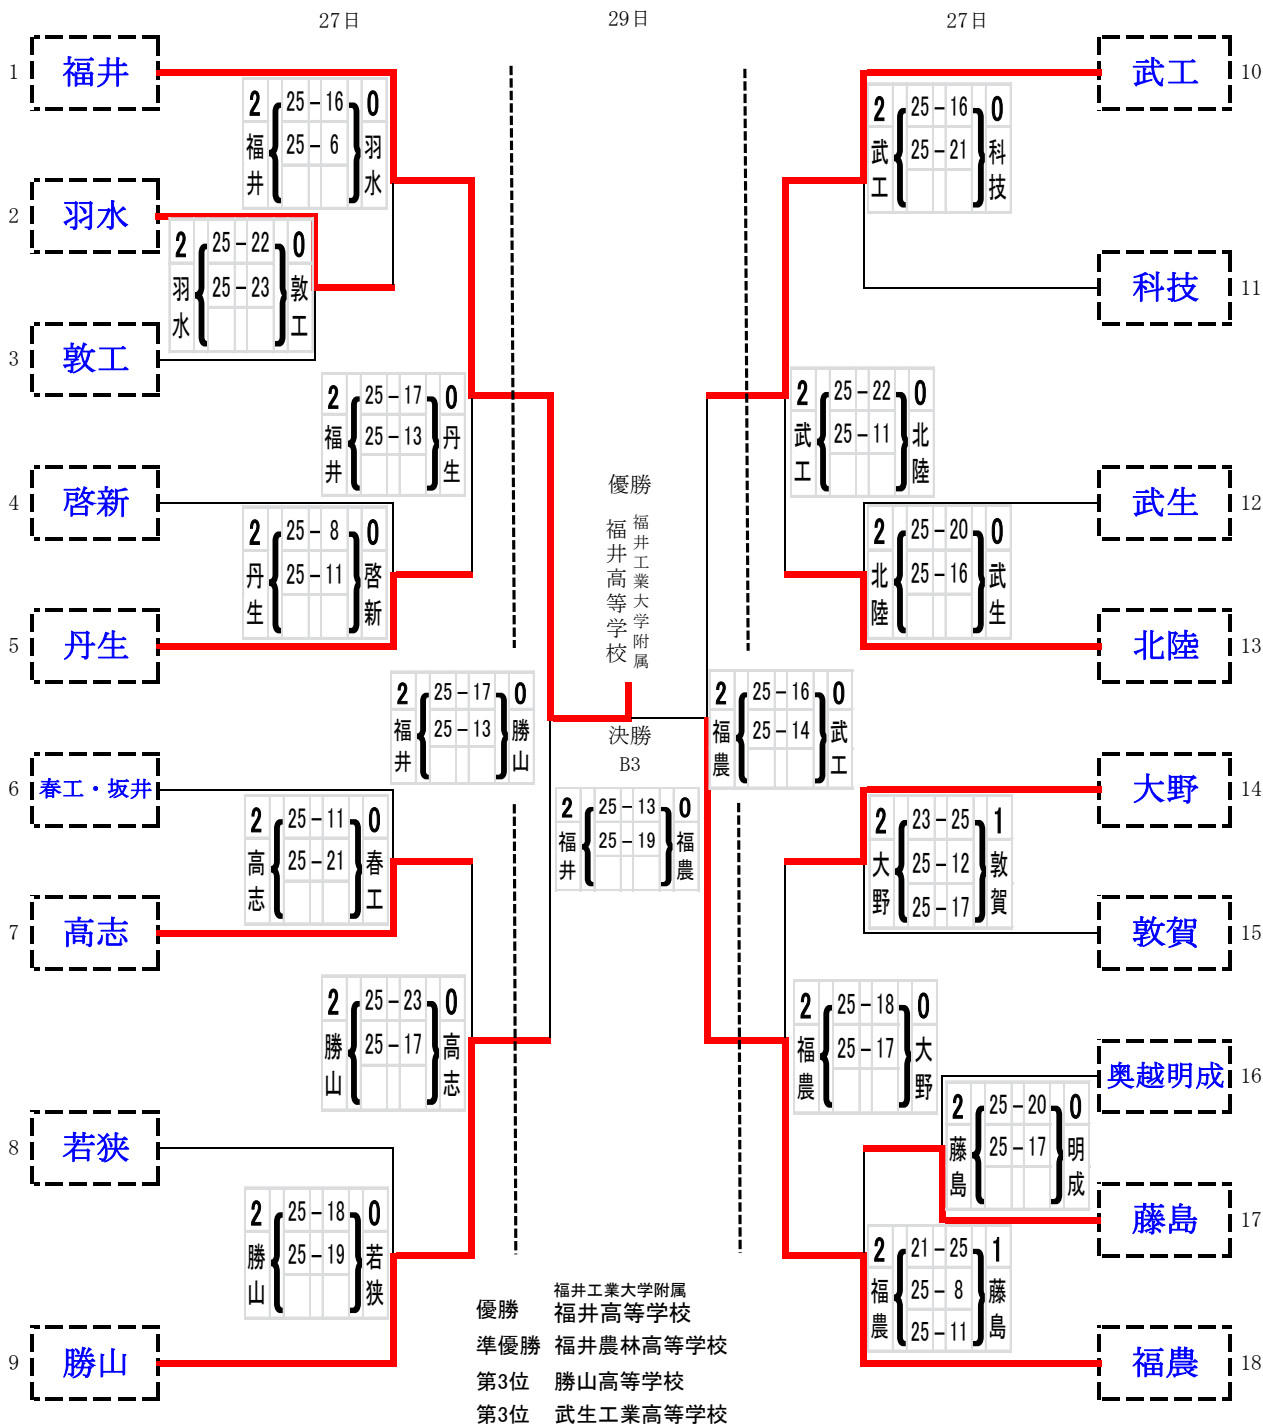 27日
29日
27日
1 福井
2 羽水
3 敦工
4 啓新
5 丹生
6 春工・坂井
7 高志
8 若狭
9 勝山
2 福井 25－16 25－6 0 羽水
2 羽水 25－22 25－23 0 敦工
2 福井 25－17 25－13 0 丹生
2 丹生 25－8 25－11 0 啓新
2 福井 25－17 25－13 0 勝山
2 高志 25－11 25－21 0 春工
2 勝山 25－23 25－17 0 高志
2 勝山 25－18 25－19 0 若狭
優勝
福井工業大学附属
福井高等学校
決勝
B3
2 福井 25－13 25－19 0 福農
武工 10
科技 11
武生 12
北陸 13
大野 14
敦賀 15
奥越明成 16
藤島 17
福農 18
2 武工 25－16 25－21 0 科技
2 武工 25－22 25－11 0 北陸
2 北陸 25－20 25－16 0 武生
2 福農 25－16 25－14 0 武工
2 大野 23－25 25－12 25－17 1 敦賀
2 福農 25－18 25－17 0 大野
2 藤島 25－20 25－17 0 明成
2 福農 21－25 25－8 25－11 1 藤島
優勝 福井工業大学附属
福井高等学校
準優勝 福井農林高等学校
第3位 勝山高等学校
第3位 武生工業高等学校